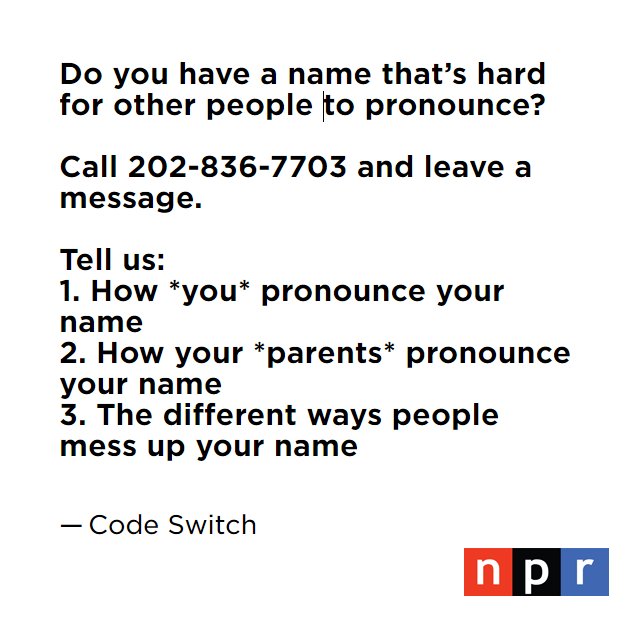 Do you have a name that’s hard
for other people to pronounce?
Call 202-836-7703 and leave a
message.
Tell us:
1. How *you* pronounce your
name
2. How your *parents* pronounce
your name
3. The different ways people
mess up your name
— Code Switch
npr